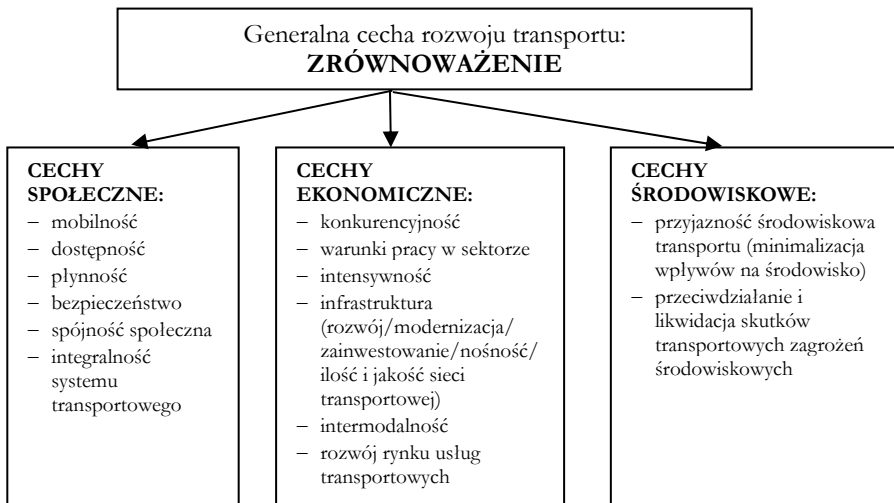 Generalna cecha rozwoju transportu:
ZRÓWNOWAŻENIE
CECHY
SPOŁECZNE:
– mobilność
– dostępność
– płynność
– bezpieczeństwo
– spójność społeczna
– integralność
systemu
transportowego
CECHY
EKONOMICZNE:
– konkurencyjność
– warunki pracy w sektorze
– intensywność
– infrastruktura
(rozwój/modernizacja/
zainwestowanie/nośność/
ilość i jakość sieci
transportowej)
– intermodalność
– rozwój rynku usług
transportowych
CECHY
ŚRODOWISKOWE:
– przyjazność środowiskowa
transportu (minimalizacja
wpływów na środowisko)
– przeciwdziałanie i
likwidacja skutków
transportowych zagrożeń
środowiskowych